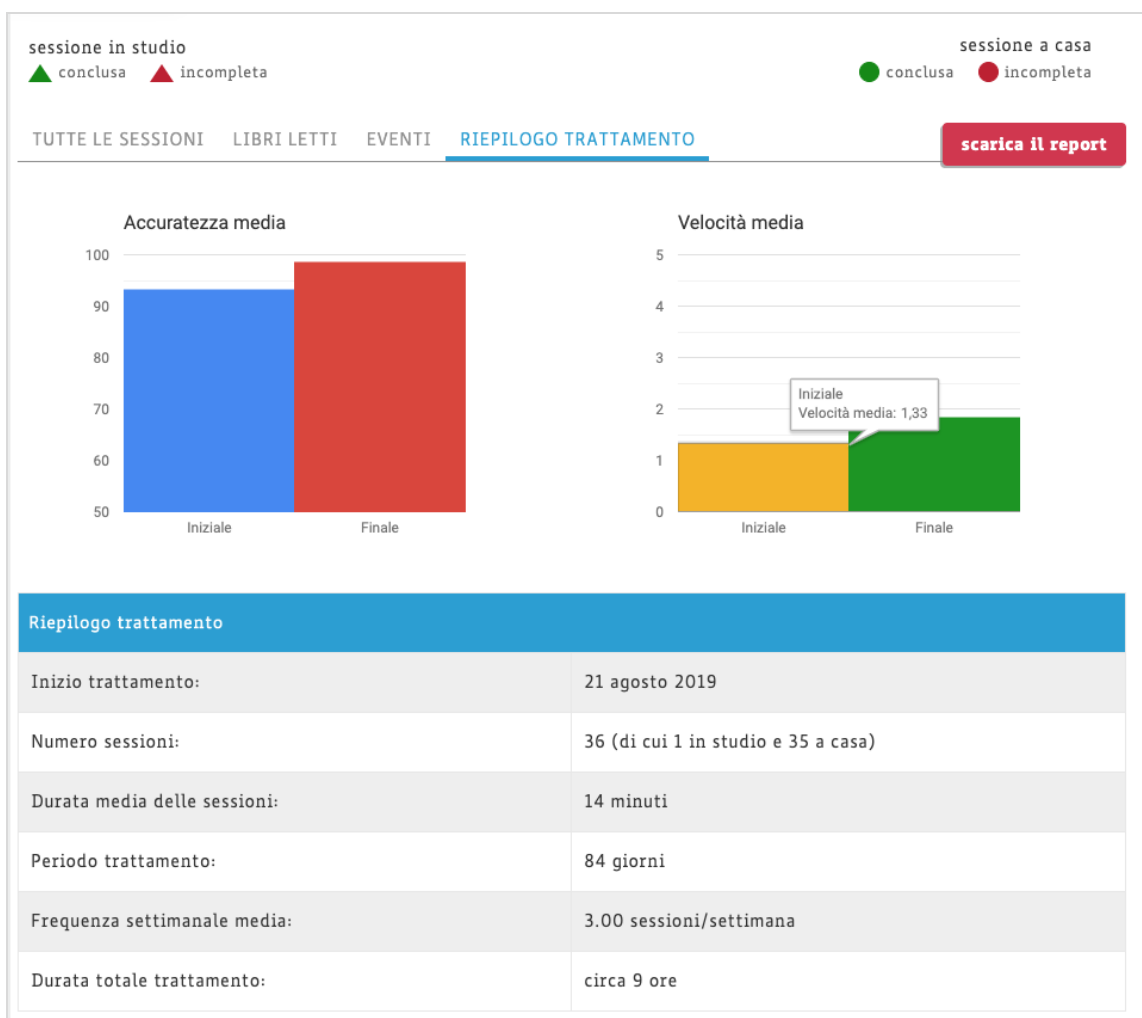 sessione in studio
conclusa incompleta
sessione a casa
conclusa incompleta
TUTTE LE SESSIONI LIBRI LETTI EVENTI RIEPILOGO TRATTAMENTO
scarica il report
Accuratezza media
100
90
80
70
60
50
Iniziale Finale
Velocità media
5
4
3
2
1
0
Iniziale
Velocità media: 1,33
Iniziale Finale
Riepilogo trattamento
Inizio trattamento: 21 agosto 2019
Numero sessioni: 36 (di cui 1 in studio e 35 a casa)
Durata media delle sessioni: 14 minuti
Periodo trattamento: 84 giorni
Frequenza settimanale media: 3.00 sessioni/settimana
Durata totale trattamento: circa 9 ore